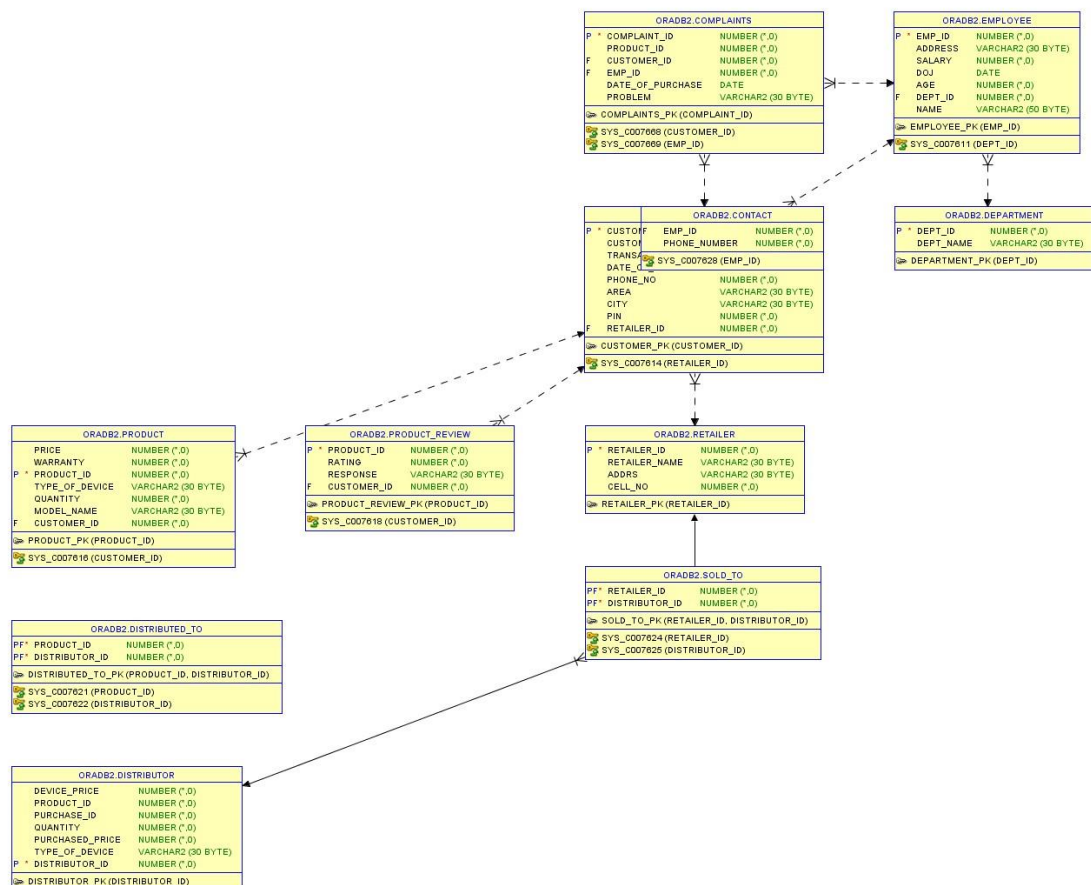 ORADB2.COMPLAINTS
P * COMPLAINT_ID NUMBER (*,0)
PRODUCT_ID NUMBER (*,0)
F CUSTOMER_ID NUMBER (*,0)
F EMP_ID NUMBER (*,0)
DATE_OF_PURCHASE DATE
PROBLEM VARCHAR2 (30 BYTE)
COMPLAINTS_PK (COMPLAINT_ID)
SYS_C007668 (CUSTOMER_ID)
SYS_C007669 (EMP_ID)
ORADB2.EMPLOYEE
P * EMP_ID NUMBER (*,0)
ADDRESS VARCHAR2 (30 BYTE)
SALARY NUMBER (*,0)
DOJ DATE
AGE NUMBER (*,0)
F DEPT_ID NUMBER (*,0)
NAME VARCHAR2 (50 BYTE)
EMPLOYEE_PK (EMP_ID)
SYS_C007611 (DEPT_ID)
ORADB2.CONTACT
F EMP_ID NUMBER (*,0)
PHONE_NUMBER NUMBER (*,0)
SYS_C007628 (EMP_ID)
P * CUSTO
CUSTO
TRANSA
DATE_O
PHONE_NO NUMBER (*,0)
AREA VARCHAR2 (30 BYTE)
CITY VARCHAR2 (30 BYTE)
PIN NUMBER (*,0)
F RETAILER_ID NUMBER (*,0)
CUSTOMER_PK (CUSTOMER_ID)
SYS_C007614 (RETAILER_ID)
ORADB2.DEPARTMENT
P * DEPT_ID NUMBER (*,0)
DEPT_NAME VARCHAR2 (30 BYTE)
DEPARTMENT_PK (DEPT_ID)
ORADB2.PRODUCT
PRICE NUMBER (*,0)
WARRANTY NUMBER (*,0)
P * PRODUCT_ID NUMBER (*,0)
TYPE_OF_DEVICE VARCHAR2 (30 BYTE)
QUANTITY NUMBER (*,0)
MODEL_NAME VARCHAR2 (30 BYTE)
F CUSTOMER_ID NUMBER (*,0)
PRODUCT_PK (PRODUCT_ID)
SYS_C007616 (CUSTOMER_ID)
ORADB2.PRODUCT_REVIEW
P * PRODUCT_ID NUMBER (*,0)
RATING NUMBER (*,0)
RESPONSE VARCHAR2 (30 BYTE)
F CUSTOMER_ID NUMBER (*,0)
PRODUCT_REVIEW_PK (PRODUCT_ID)
SYS_C007618 (CUSTOMER_ID)
ORADB2.RETAILER
P * RETAILER_ID NUMBER (*,0)
RETAILER_NAME VARCHAR2 (30 BYTE)
ADDRS VARCHAR2 (30 BYTE)
CELL_NO NUMBER (*,0)
RETAILER_PK (RETAILER_ID)
ORADB2.SOLD_TO
PF* RETAILER_ID NUMBER (*,0)
PF* DISTRIBUTOR_ID NUMBER (*,0)
SOLD_TO_PK (RETAILER_ID, DISTRIBUTOR_ID)
SYS_C007624 (RETAILER_ID)
SYS_C007625 (DISTRIBUTOR_ID)
ORADB2.DISTRIBUTED_TO
PF* PRODUCT_ID NUMBER (*,0)
PF* DISTRIBUTOR_ID NUMBER (*,0)
DISTRIBUTED_TO_PK (PRODUCT_ID, DISTRIBUTOR_ID)
SYS_C007621 (PRODUCT_ID)
SYS_C007622 (DISTRIBUTOR_ID)
ORADB2.DISTRIBUTOR
DEVICE_PRICE NUMBER (*,0)
PRODUCT_ID NUMBER (*,0)
PURCHASE_ID NUMBER (*,0)
QUANTITY NUMBER (*,0)
PURCHASED_PRICE NUMBER (*,0)
TYPE_OF_DEVICE VARCHAR2 (30 BYTE)
P * DISTRIBUTOR_ID NUMBER (*,0)
DISTRIBUTOR_PK (DISTRIBUTOR_ID)